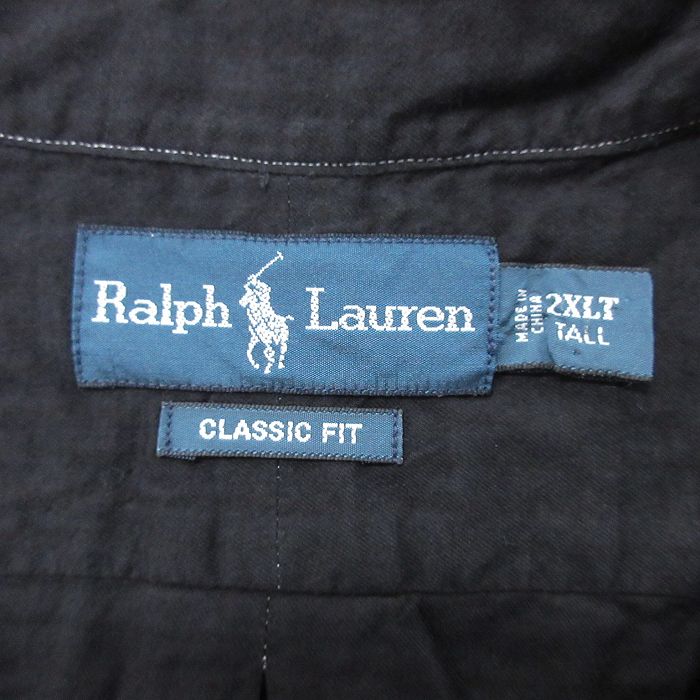 Ralph Lauren
MADE IN
CHINA
2XLT
TALL
CLASSIC FIT